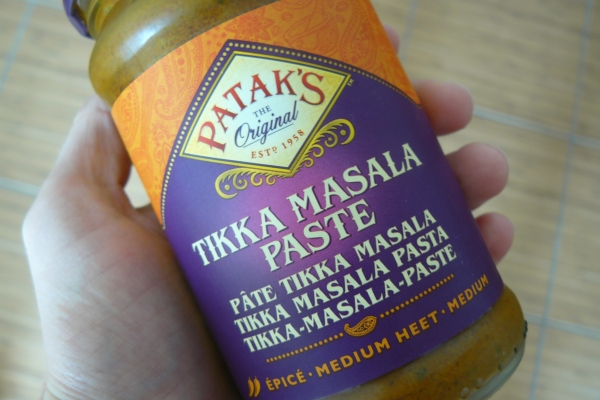 PATAK'S
THE
Original
ESTD 1958
TIKKA MASALA
PASTE
PÂTE TIKKA MASALA
TIKKA MASALA PASTA
TIKKA-MASALA-PASTE
ÉPICÉ · MEDIUM HEET · MEDIUM